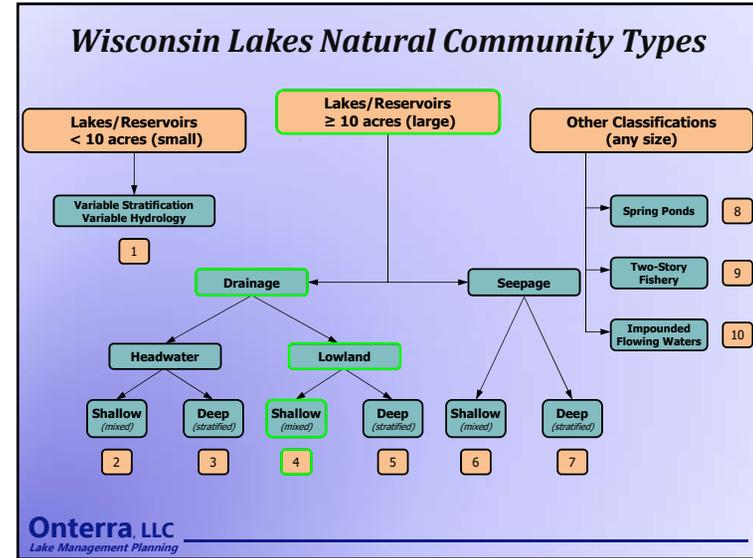 Wisconsin Lakes Natural Community Types
Lakes/Reservoirs
< 10 acres (small)
Lakes/Reservoirs
≥ 10 acres (large)
Other Classifications
(any size)
Variable Stratification
Variable Hydrology
1
Spring Ponds
8
Two-Story
Fishery
9
Impounded
Flowing Waters
10
Drainage
Seepage
Headwater
Lowland
Shallow
(mixed)
Deep
(stratified)
Shallow
(mixed)
Deep
(stratified)
Shallow
(mixed)
Deep
(stratified)
2
3
4
5
6
7
Onterra, LLC
Lake Management Planning